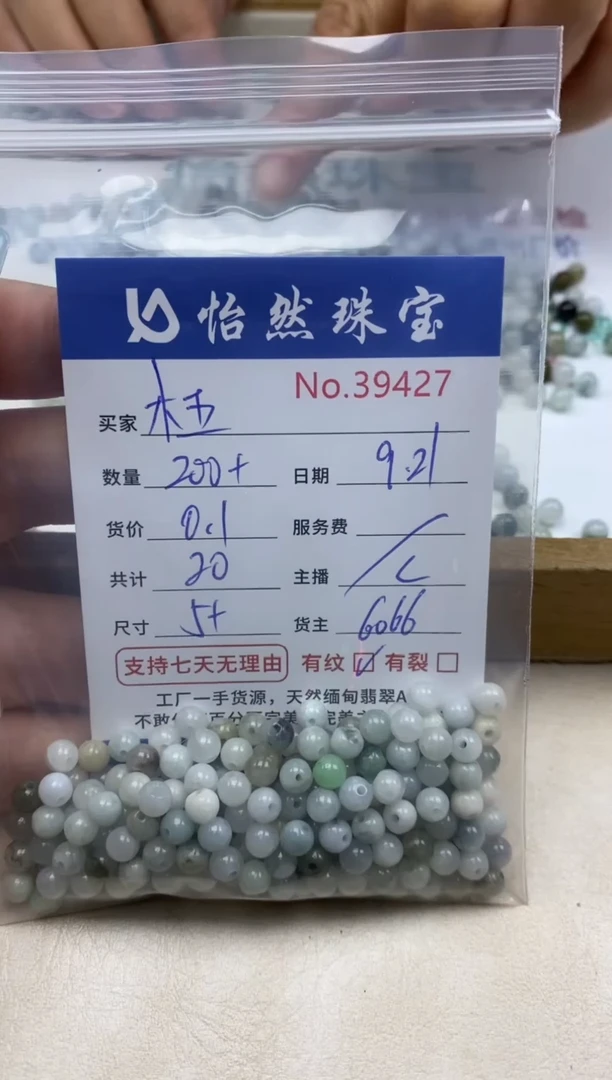 怡然珠宝
No.39427
买家
数量 200+ 日期 9.21
货价 0.1 服务费
共计 20 主播
尺寸 5+ 货主 6066
支持七天无理由 有纹 ☑ 有裂 □
工厂一手货源，天然缅甸翡翠A
不敢